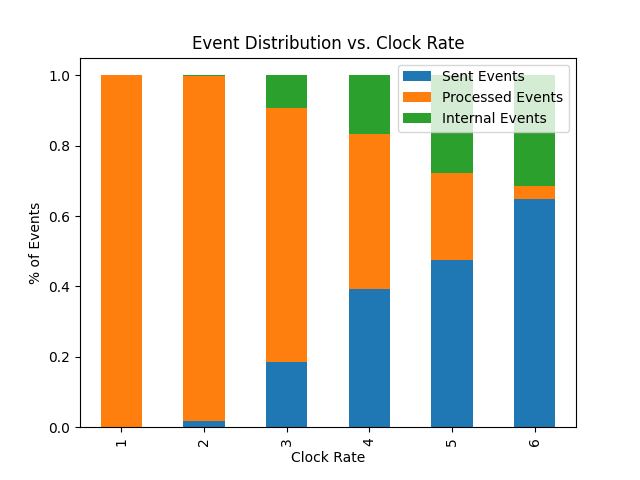 Event Distribution vs. Clock Rate
Sent Events
Processed Events
Internal Events
% of Events
1.0
0.8
0.6
0.4
0.2
0.0
1 2 3 4 5 6
Clock Rate